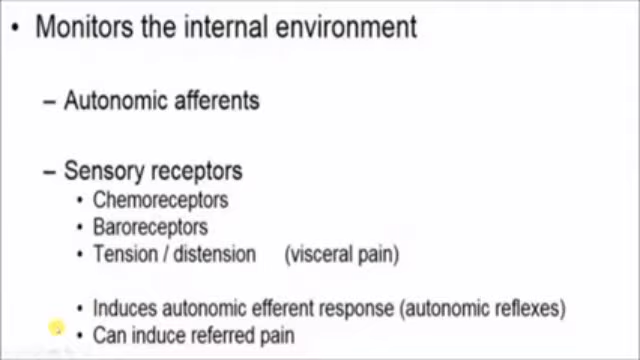 • Monitors the internal environment
– Autonomic afferents
– Sensory receptors
• Chemoreceptors
• Baroreceptors
• Tension / distension (visceral pain)
• Induces autonomic efferent response (autonomic reflexes)
• Can induce referred pain